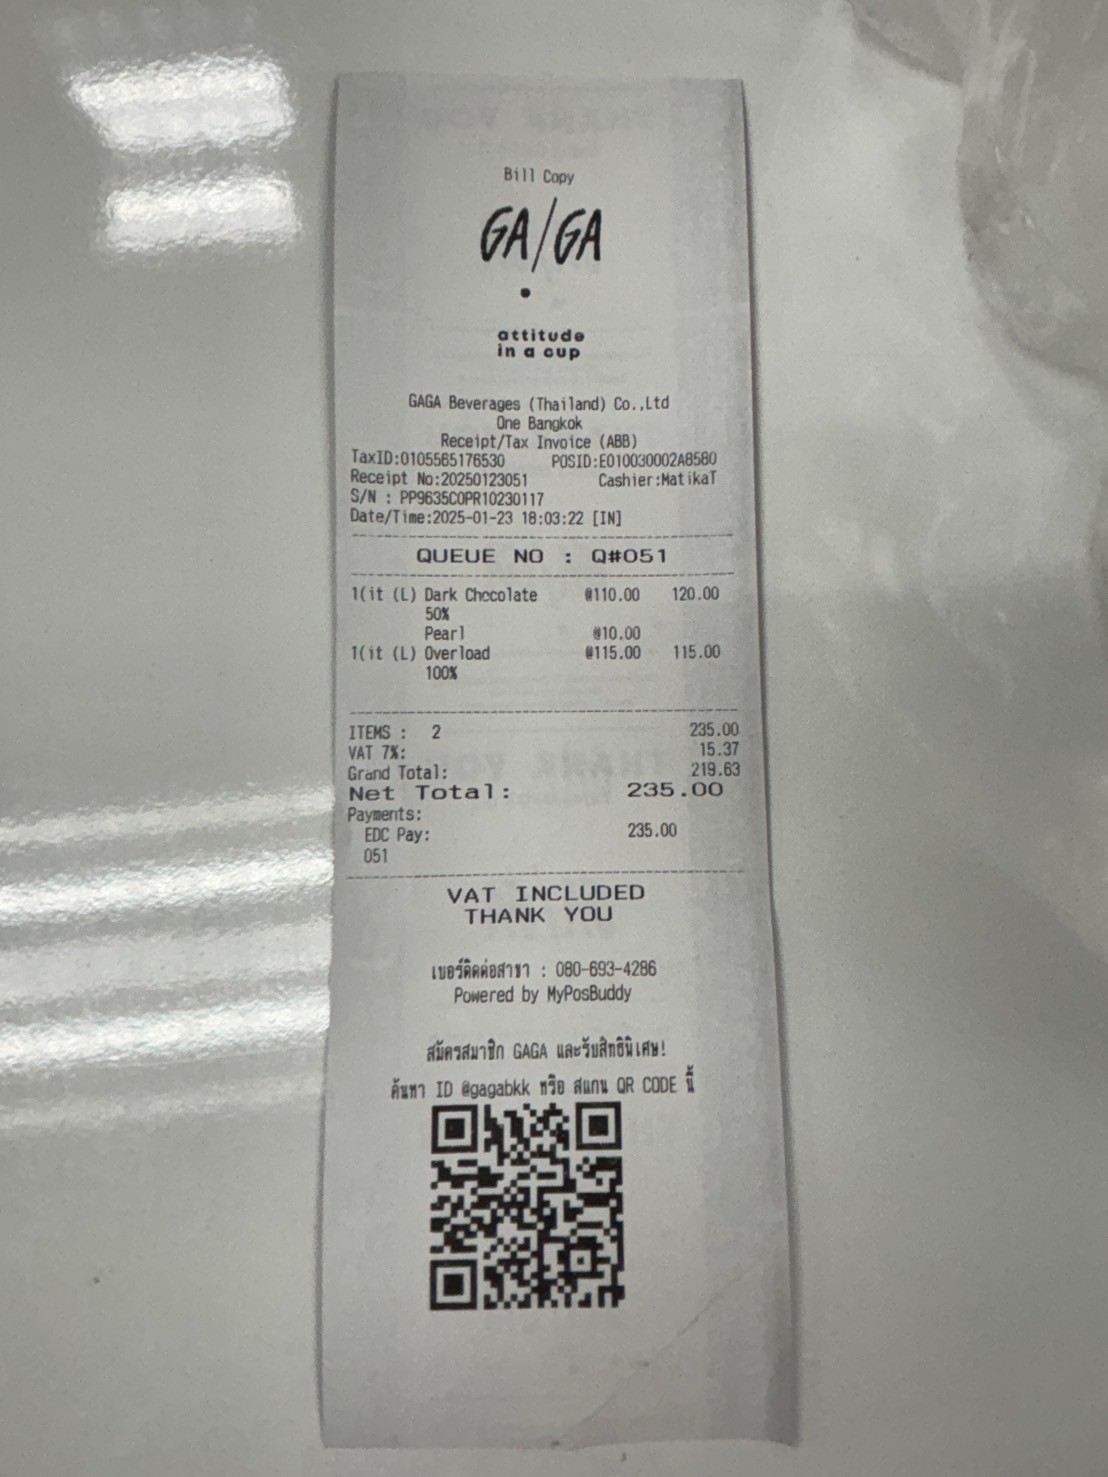 Bill Copy
GA/GA
attitude
in a cup
GAGA Beverages (Thailand) Co.,Ltd
One Bangkok
Receipt/Tax Invoice (ABB)
TaxID:0105565176530 POSID:E010030002A8580
Receipt No:20250123051 Cashier:MatikaT
S/N : PP9635COPR10230117
Date/Time:2025-01-23 18:03:22 [IN]
QUEUE NO : Q#051
1(it (L) Dark Chocolate @110.00 120.00
50%
Pearl @10.00
1(it (L) Overload @115.00 115.00
100%
ITEMS : 2 235.00
VAT 7%: 15.37
Grand Total: 219.63
Net Total: 235.00
Payments:
EDC Pay: 235.00
051
VAT INCLUDED
THANK YOU
เบอร์ติดต่อสาขา : 080-693-4286
Powered by MyPosBuddy
สมัครสมาชิก GAGA และรับสิทธิพิเศษ!
ค้นหา ID @gagabkk หรือ สแกน QR CODE นี้